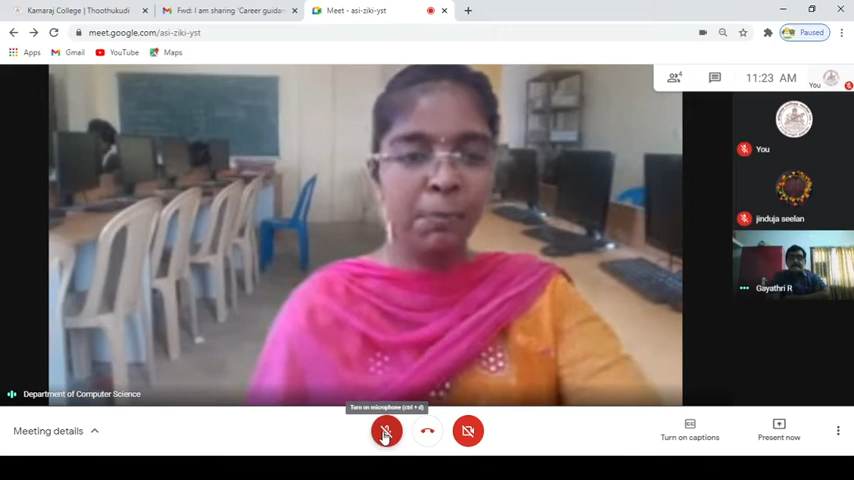 Kamaraj College | Thoothukudi
Fwd: I am sharing 'Career guidan
Meet - asi-ziki-yst
meet.google.com/asi-ziki-yst
Paused
Apps
Gmail
YouTube
Maps
4
11:23 AM
You
You
jinduja seelan
Gayathri R
Department of Computer Science
Turn on microphone (ctrl + d)
Meeting details
Turn on captions
Present now